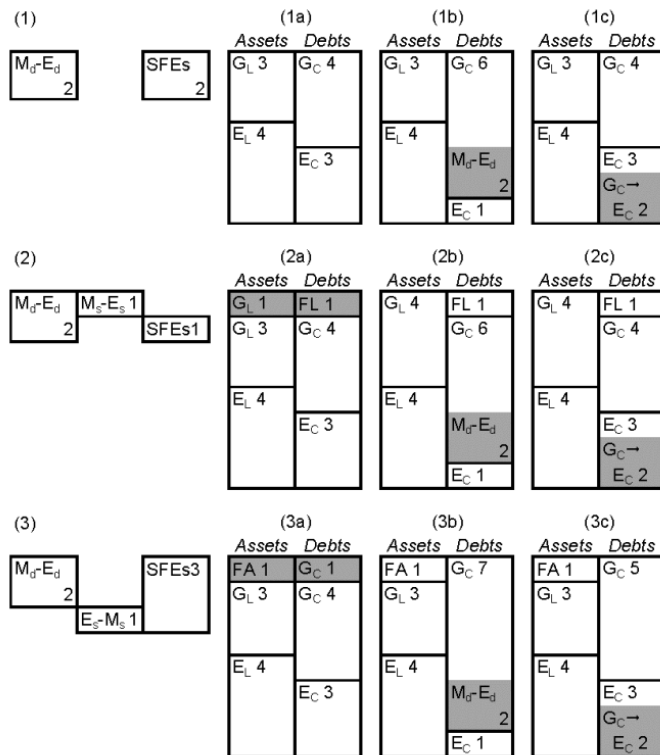 (1) (1a) (1b) (1c)
Assets Debts Assets Debts Assets Debts
Md-Ed SFEs GL 3 GC 4 GL 3 GC 6 GL 3 GC 4
2 2
EL 4 EL 4 EL 4
EC 3 Md-Ed EC 3
2 GC→
EC 1 EC 2
(2) (2a) (2b) (2c)
Assets Debts Assets Debts Assets Debts
Md-Ed Ms-Es 1 GL 1 FL 1 GL 4 FL 1 GL 4 FL 1
2 SFEs1 GL 3 GC 4 GC 6 GC 4
EL 4 EL 4 EL 4
EC 3 Md-Ed EC 3
2 GC→
EC 1 EC 2
(3) (3a) (3b) (3c)
Assets Debts Assets Debts Assets Debts
Md-Ed SFEs3 FA 1 GC 1 FA 1 GC 7 FA 1 GC 5
2 GL 3 GC 4 GL 3 GL 3
Es-Ms 1
EL 4 EL 4 EL 4
EC 3 Md-Ed EC 3
2 GC→
EC 1 EC 2